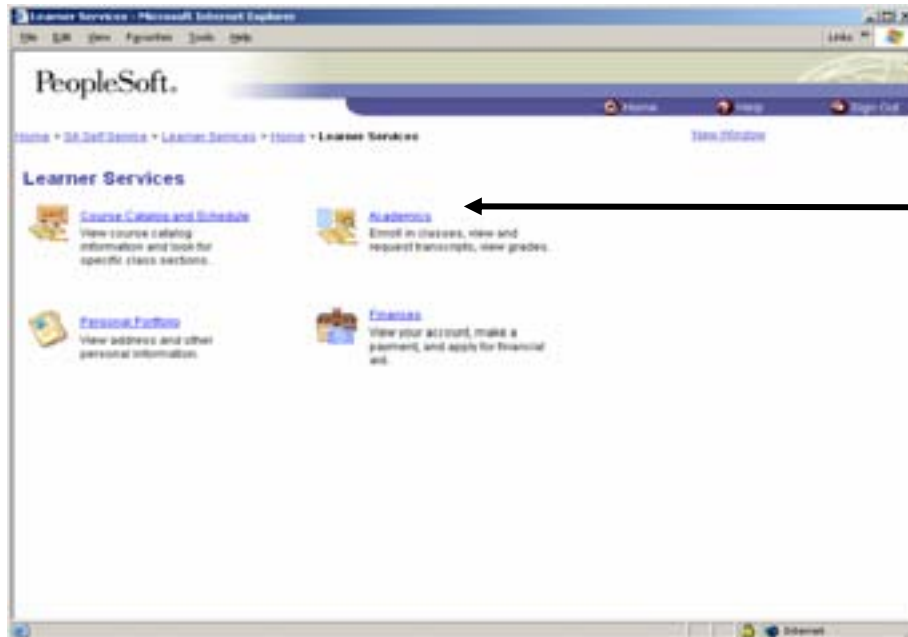 Learner Services - Microsoft Internet Explorer
File Edit View Favorites Tools Help
Links »
PeopleSoft.
Home
Help
Sign Out
Home > SA Self Service > Learner Services > Home > Learner Services
New Window
Learner Services
Course Catalog and Schedule
View course catalog
information and look for
specific class sections.
Academics
Enroll in classes, view and
request transcripts, view grades.
Personal Portfolio
View address and other
personal information.
Finances
View your account, make a
payment, and apply for financial
aid.
Internet